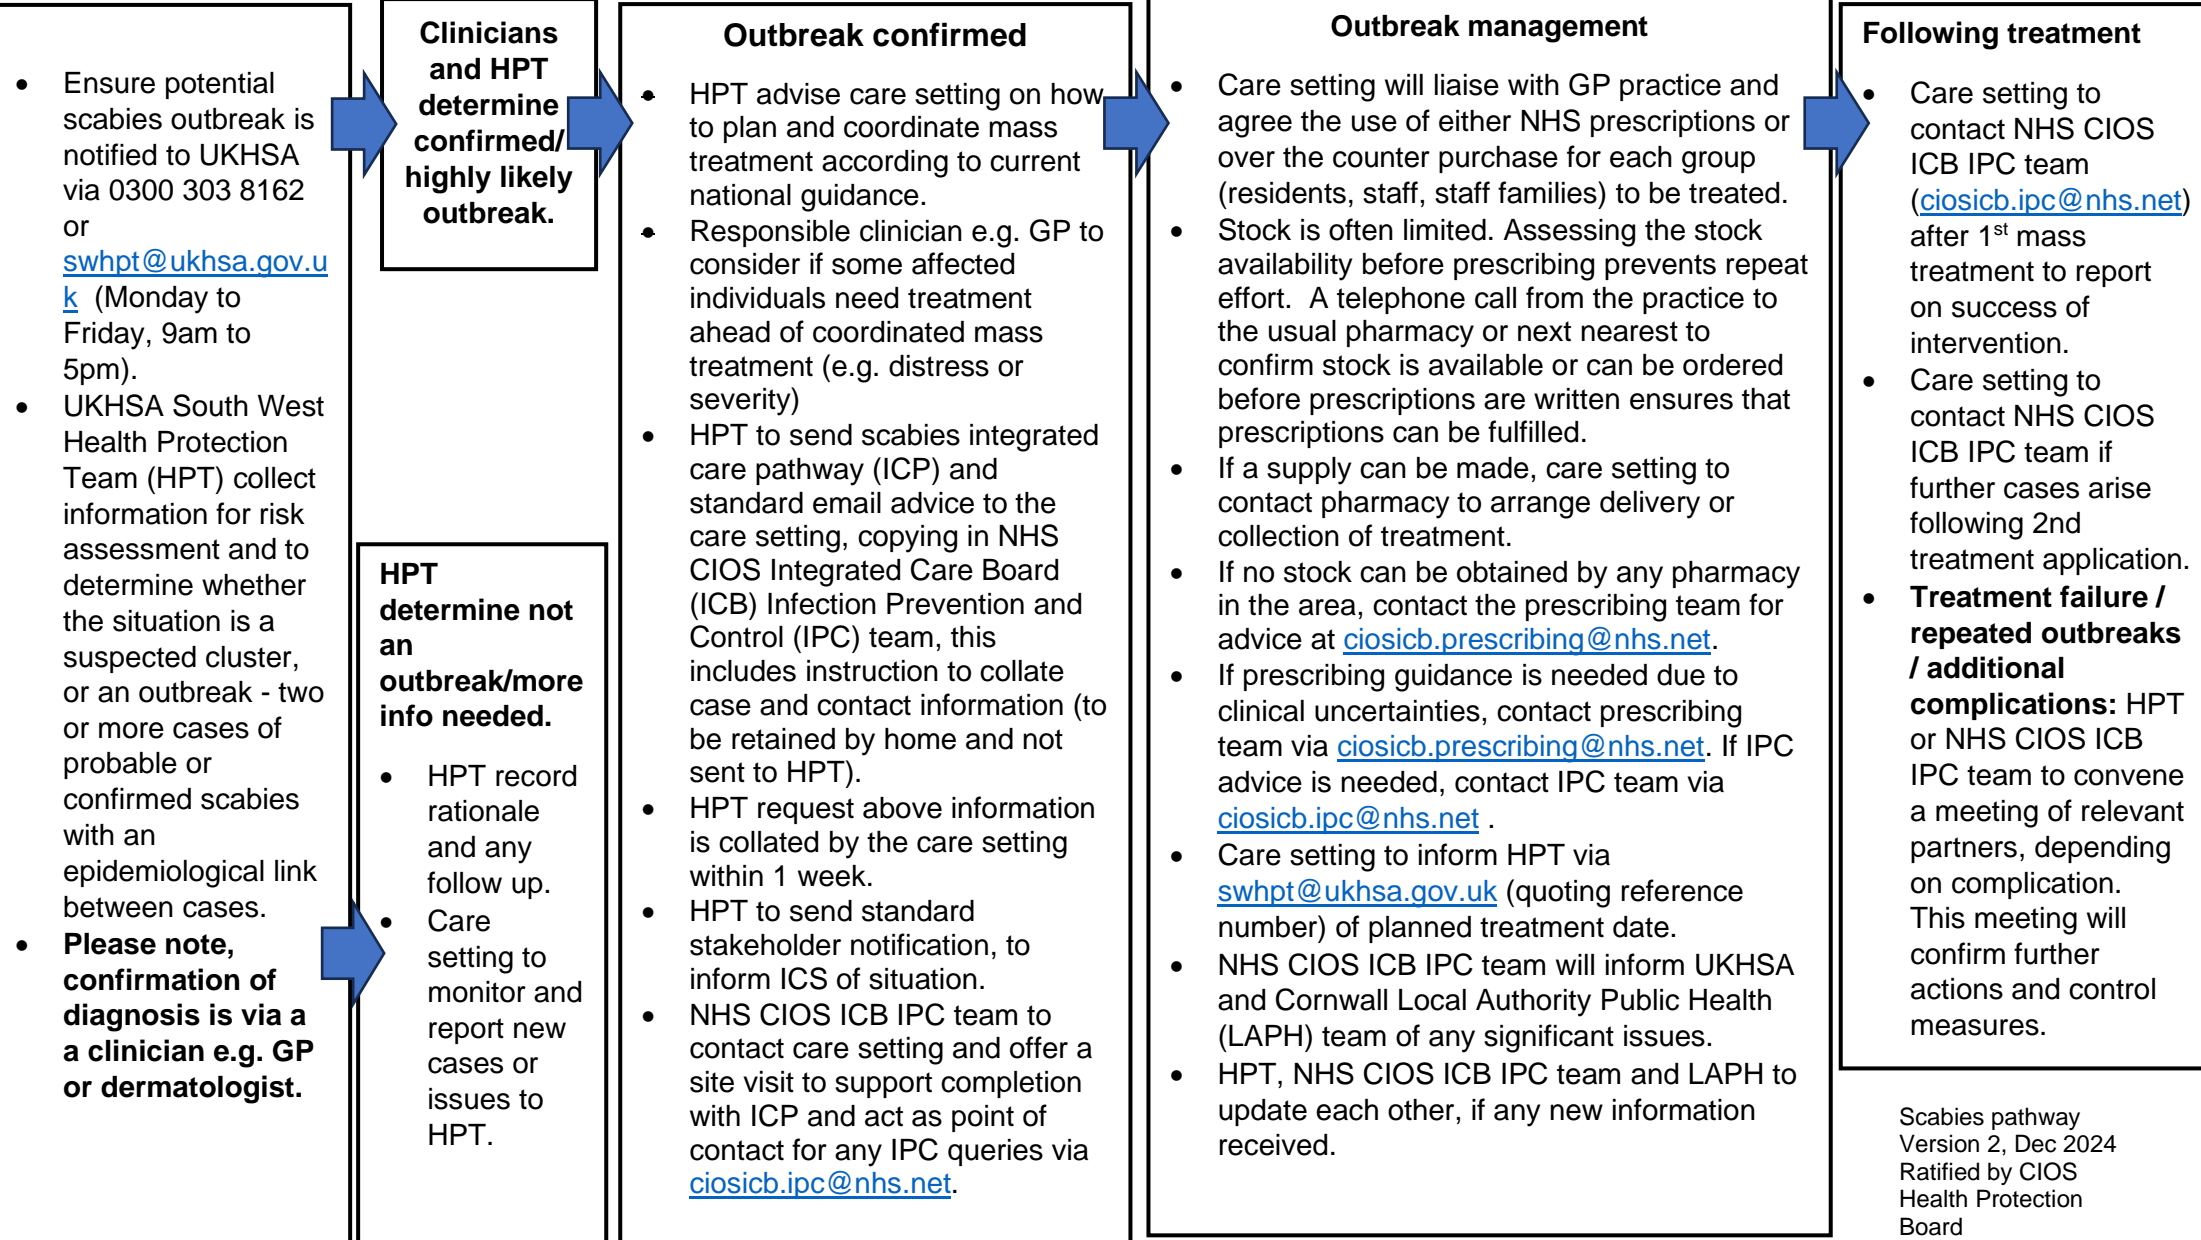 • Ensure potential
scabies outbreak is
notified to UKHSA
via 0300 303 8162
or
swhpt@ukhsa.gov.u
k (Monday to
Friday, 9am to
5pm).
• UKHSA South West
Health Protection
Team (HPT) collect
information for risk
assessment and to
determine whether
the situation is a
suspected cluster,
or an outbreak - two
or more cases of
probable or
confirmed scabies
with an
epidemiological link
between cases.
• Please note,
confirmation of
diagnosis is via a
a clinician e.g. GP
or dermatologist.
Clinicians
and HPT
determine
confirmed/
highly likely
outbreak.
HPT
determine not
an
outbreak/more
info needed.
• HPT record
rationale
and any
follow up.
• Care
setting to
monitor and
report new
cases or
issues to
HPT.
Outbreak confirmed
• HPT advise care setting on how
to plan and coordinate mass
treatment according to current
national guidance.
• Responsible clinician e.g. GP to
consider if some affected
individuals need treatment
ahead of coordinated mass
treatment (e.g. distress or
severity)
• HPT to send scabies integrated
care pathway (ICP) and
standard email advice to the
care setting, copying in NHS
CIOS Integrated Care Board
(ICB) Infection Prevention and
Control (IPC) team, this
includes instruction to collate
case and contact information (to
be retained by home and not
sent to HPT).
• HPT request above information
is collated by the care setting
within 1 week.
• HPT to send standard
stakeholder notification, to
inform ICS of situation.
• NHS CIOS ICB IPC team to
contact care setting and offer a
site visit to support completion
with ICP and act as point of
contact for any IPC queries via
ciosicb.ipc@nhs.net.
Outbreak management
• Care setting will liaise with GP practice and
agree the use of either NHS prescriptions or
over the counter purchase for each group
(residents, staff, staff families) to be treated.
• Stock is often limited. Assessing the stock
availability before prescribing prevents repeat
effort. A telephone call from the practice to
the usual pharmacy or next nearest to
confirm stock is available or can be ordered
before prescriptions are written ensures that
prescriptions can be fulfilled.
• If a supply can be made, care setting to
contact pharmacy to arrange delivery or
collection of treatment.
• If no stock can be obtained by any pharmacy
in the area, contact the prescribing team for
advice at ciosicb.prescribing@nhs.net.
• If prescribing guidance is needed due to
clinical uncertainties, contact prescribing
team via ciosicb.prescribing@nhs.net. If IPC
advice is needed, contact IPC team via
ciosicb.ipc@nhs.net .
• Care setting to inform HPT via
swhpt@ukhsa.gov.uk (quoting reference
number) of planned treatment date.
• NHS CIOS ICB IPC team will inform UKHSA
and Cornwall Local Authority Public Health
(LAPH) team of any significant issues.
• HPT, NHS CIOS ICB IPC team and LAPH to
update each other, if any new information
received.
Following treatment
• Care setting to
contact NHS CIOS
ICB IPC team
(ciosicb.ipc@nhs.net)
after 1st mass
treatment to report
on success of
intervention.
• Care setting to
contact NHS CIOS
ICB IPC team if
further cases arise
following 2nd
treatment application.
• Treatment failure /
repeated outbreaks
/ additional
complications: HPT
or NHS CIOS ICB
IPC team to convene
a meeting of relevant
partners, depending
on complication.
This meeting will
confirm further
actions and control
measures.
Scabies pathway
Version 2, Dec 2024
Ratified by CIOS
Health Protection
Board